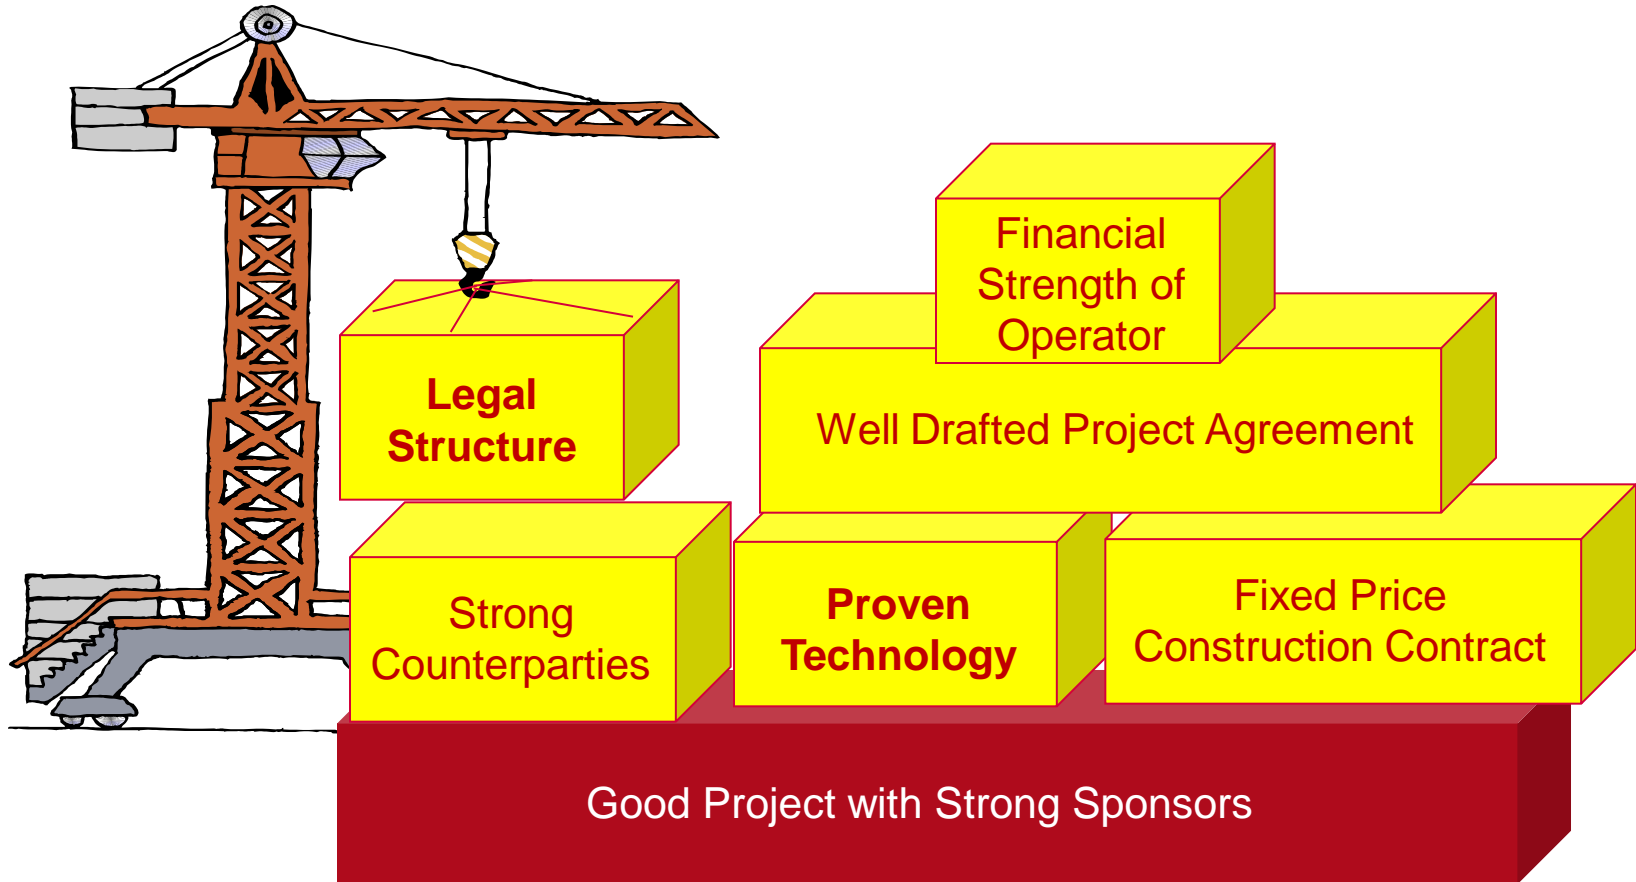 Financial
Strength of
Operator
Legal
Structure
Well Drafted Project Agreement
Strong
Counterparties
Proven
Technology
Fixed Price
Construction Contract
Good Project with Strong Sponsors